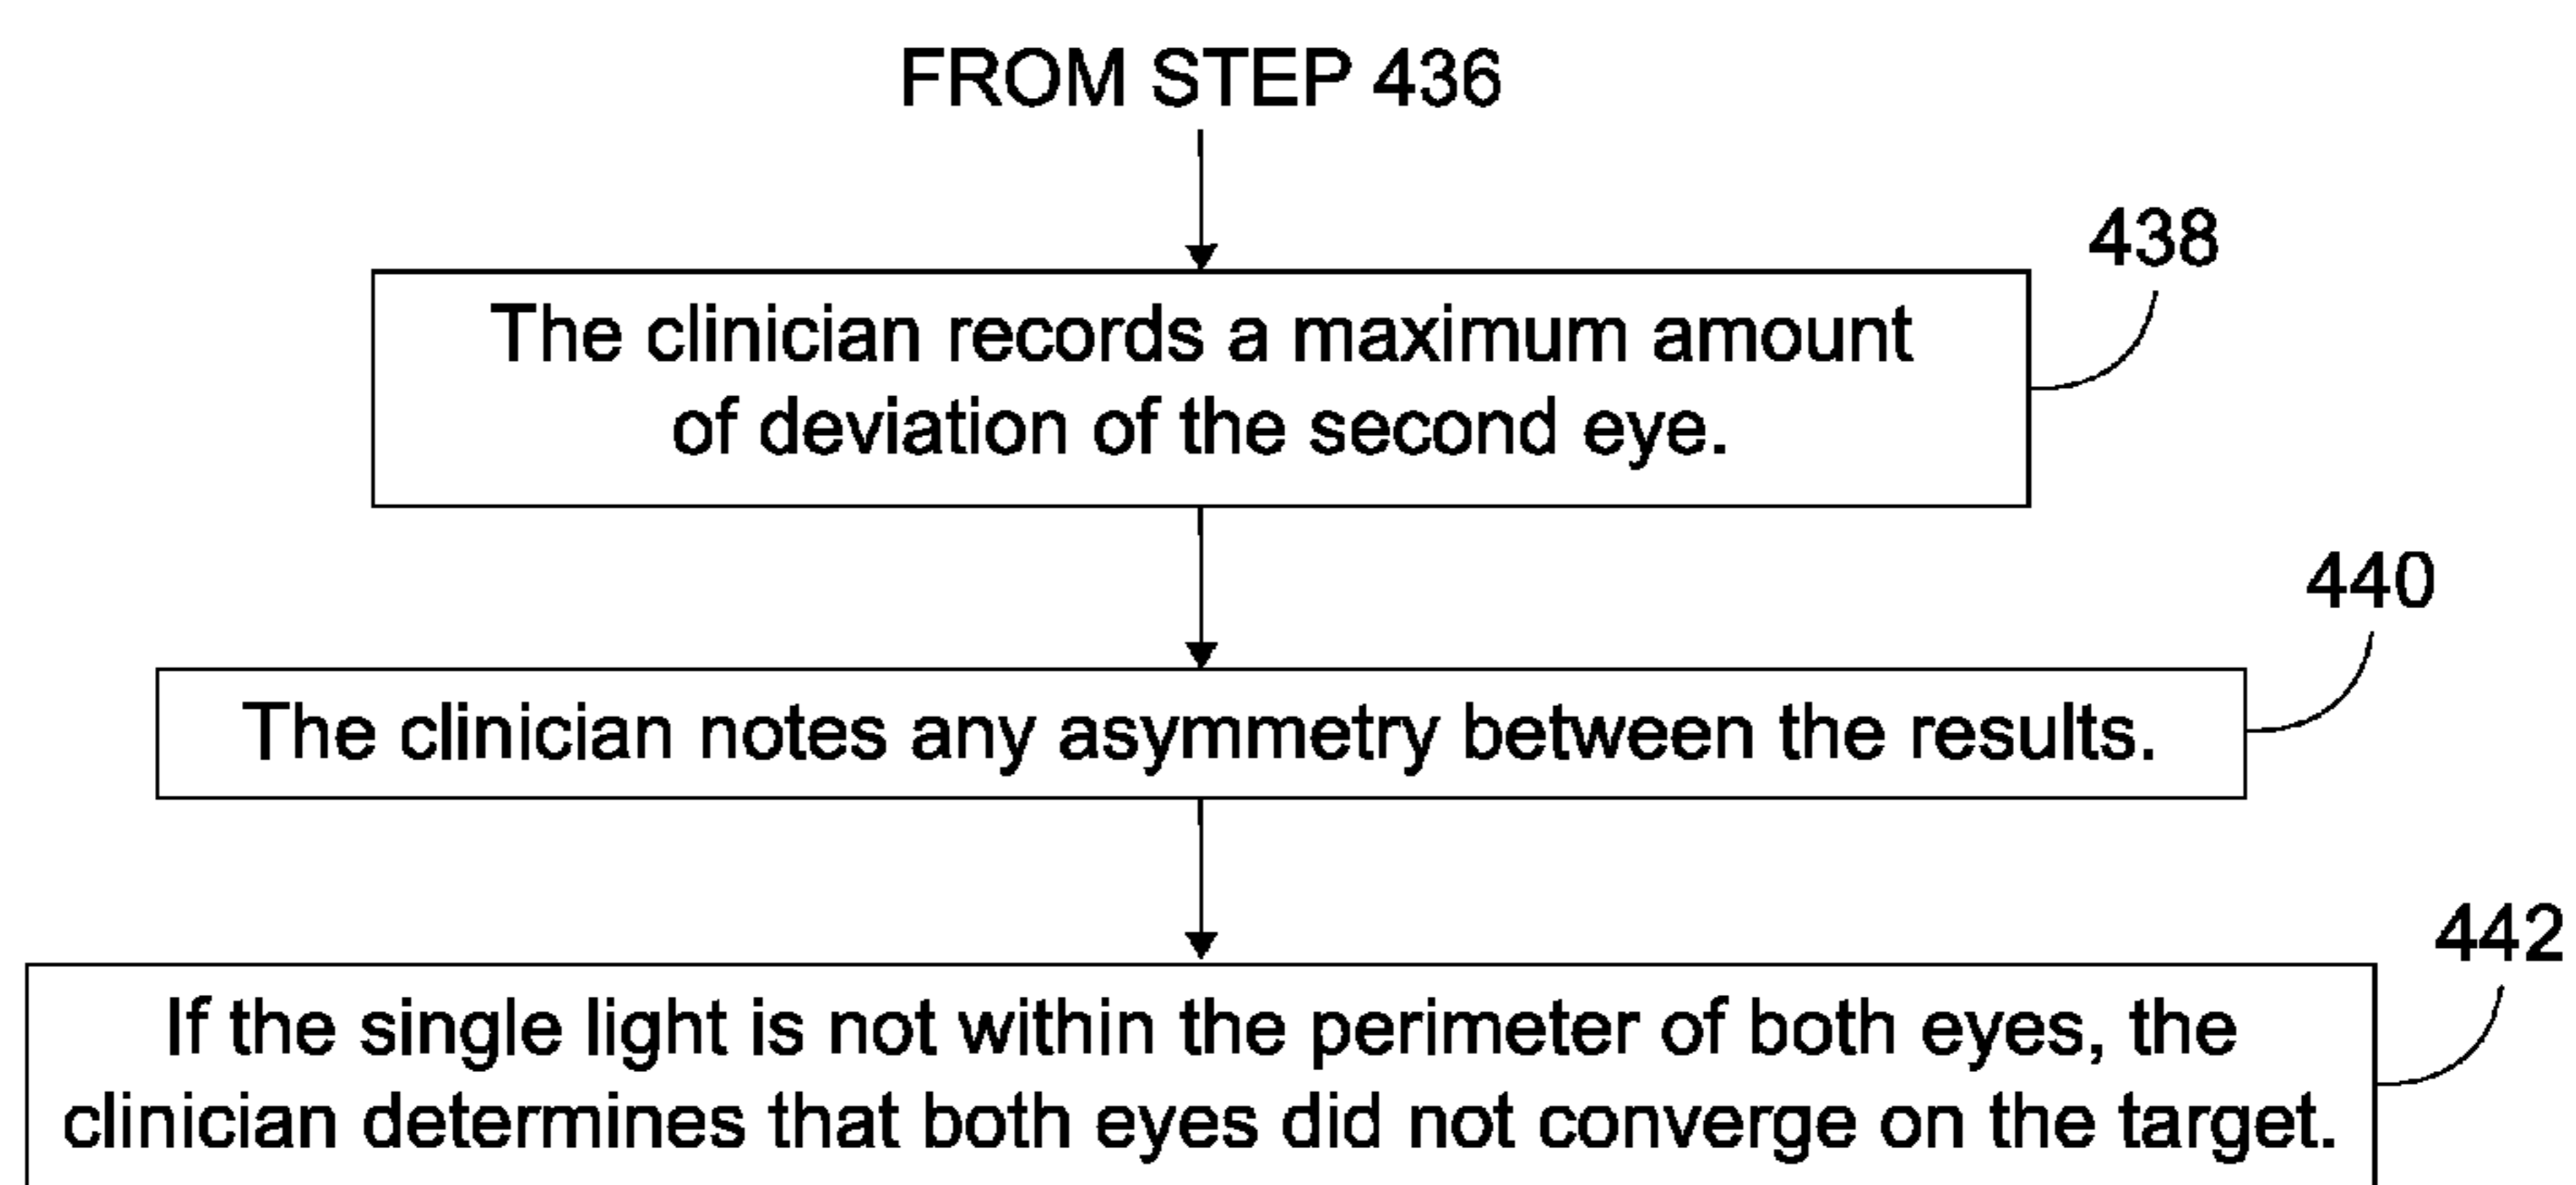 FROM STEP 436
438
The clinician records a maximum amount
of deviation of the second eye.
440
The clinician notes any asymmetry between the results.
442
If the single light is not within the perimeter of both eyes, the
clinician determines that both eyes did not converge on the target.